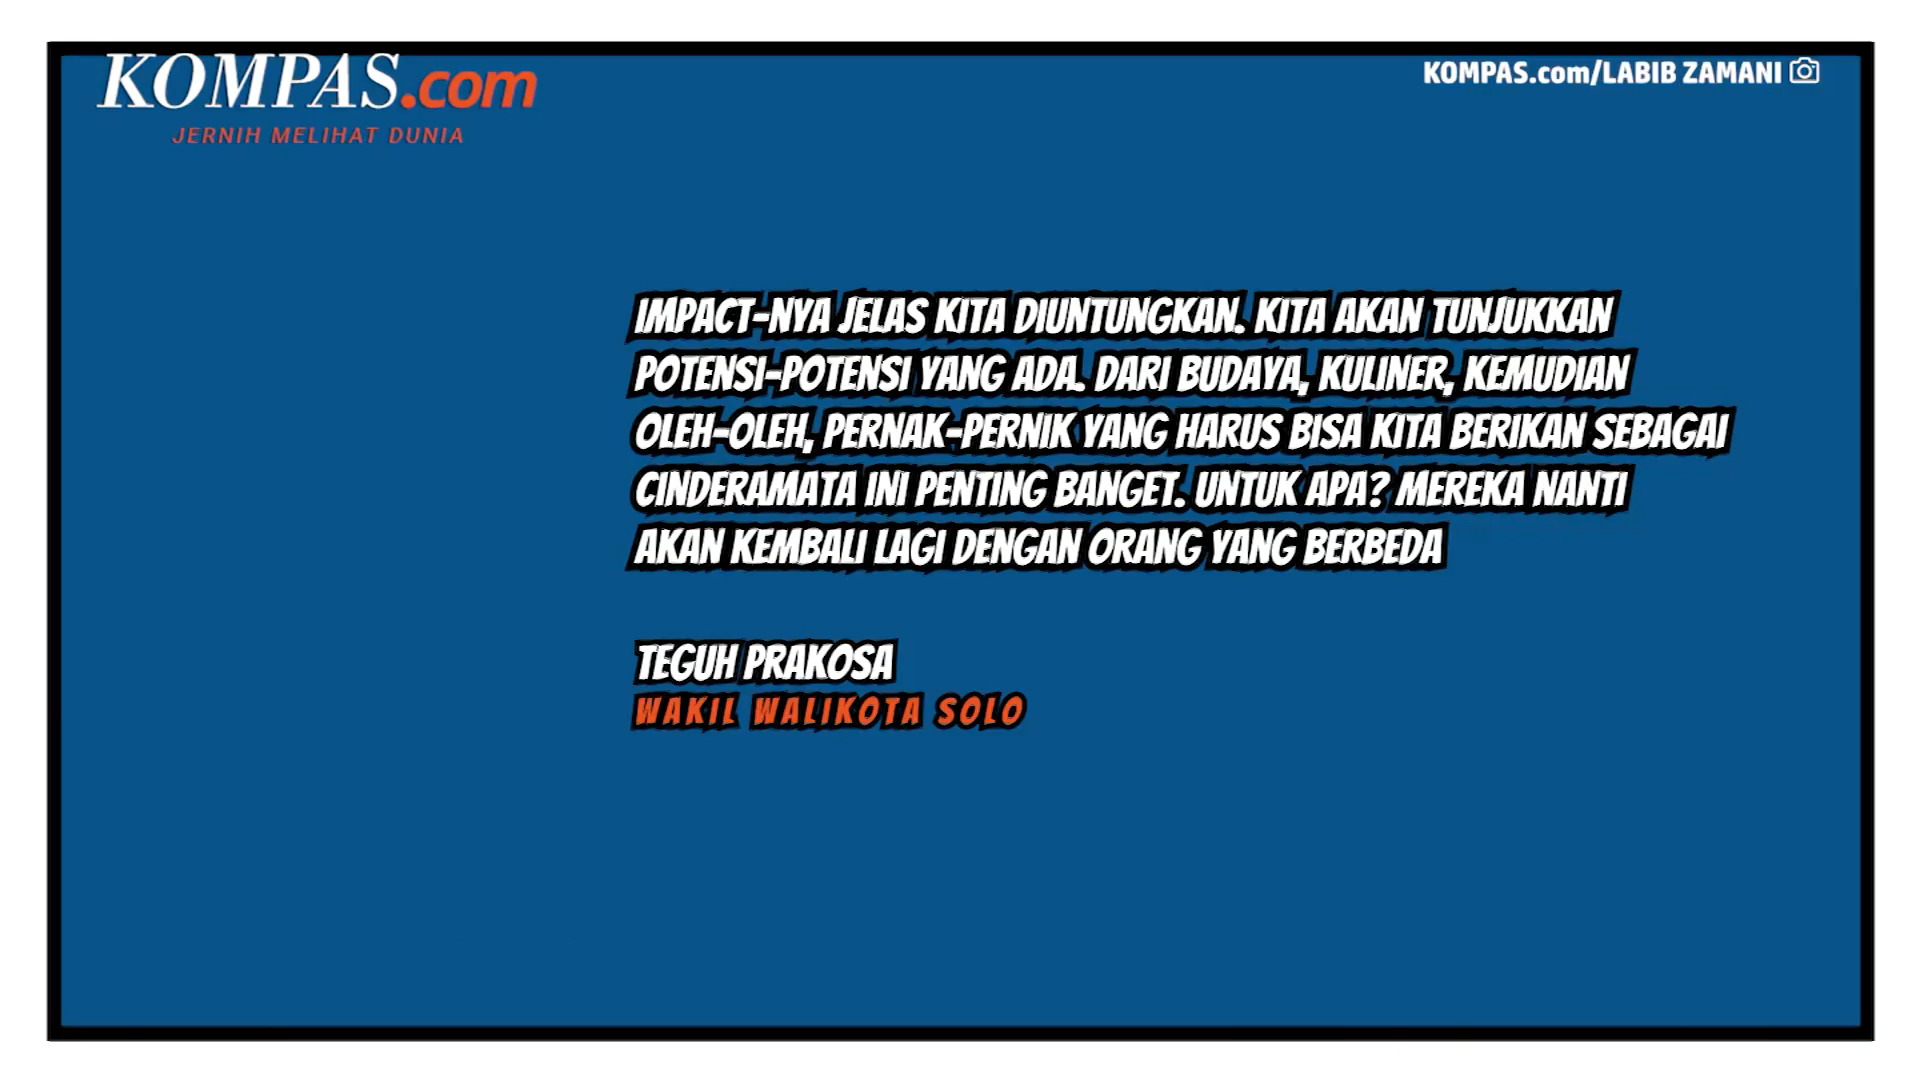 KOMPAS.com
JERNIH MELIHAT DUNIA
KOMPAS.com/LABIB ZAMANI
IMPACT-NYA JELAS KITA DIUNTUNGKAN. KITA AKAN TUNJUKKAN
POTENSI-POTENSI YANG ADA. DARI BUDAYA, KULINER, KEMUDIAN
OLEH-OLEH, PERNAK-PERNIK YANG HARUS BISA KITA BERIKAN SEBAGAI
CINDERAMATA INI PENTING BANGET. UNTUK APA? MEREKA NANTI
AKAN KEMBALI LAGI DENGAN ORANG YANG BERBEDA
TEGUH PRAKOSA
WAKIL WALIKOTA SOLO